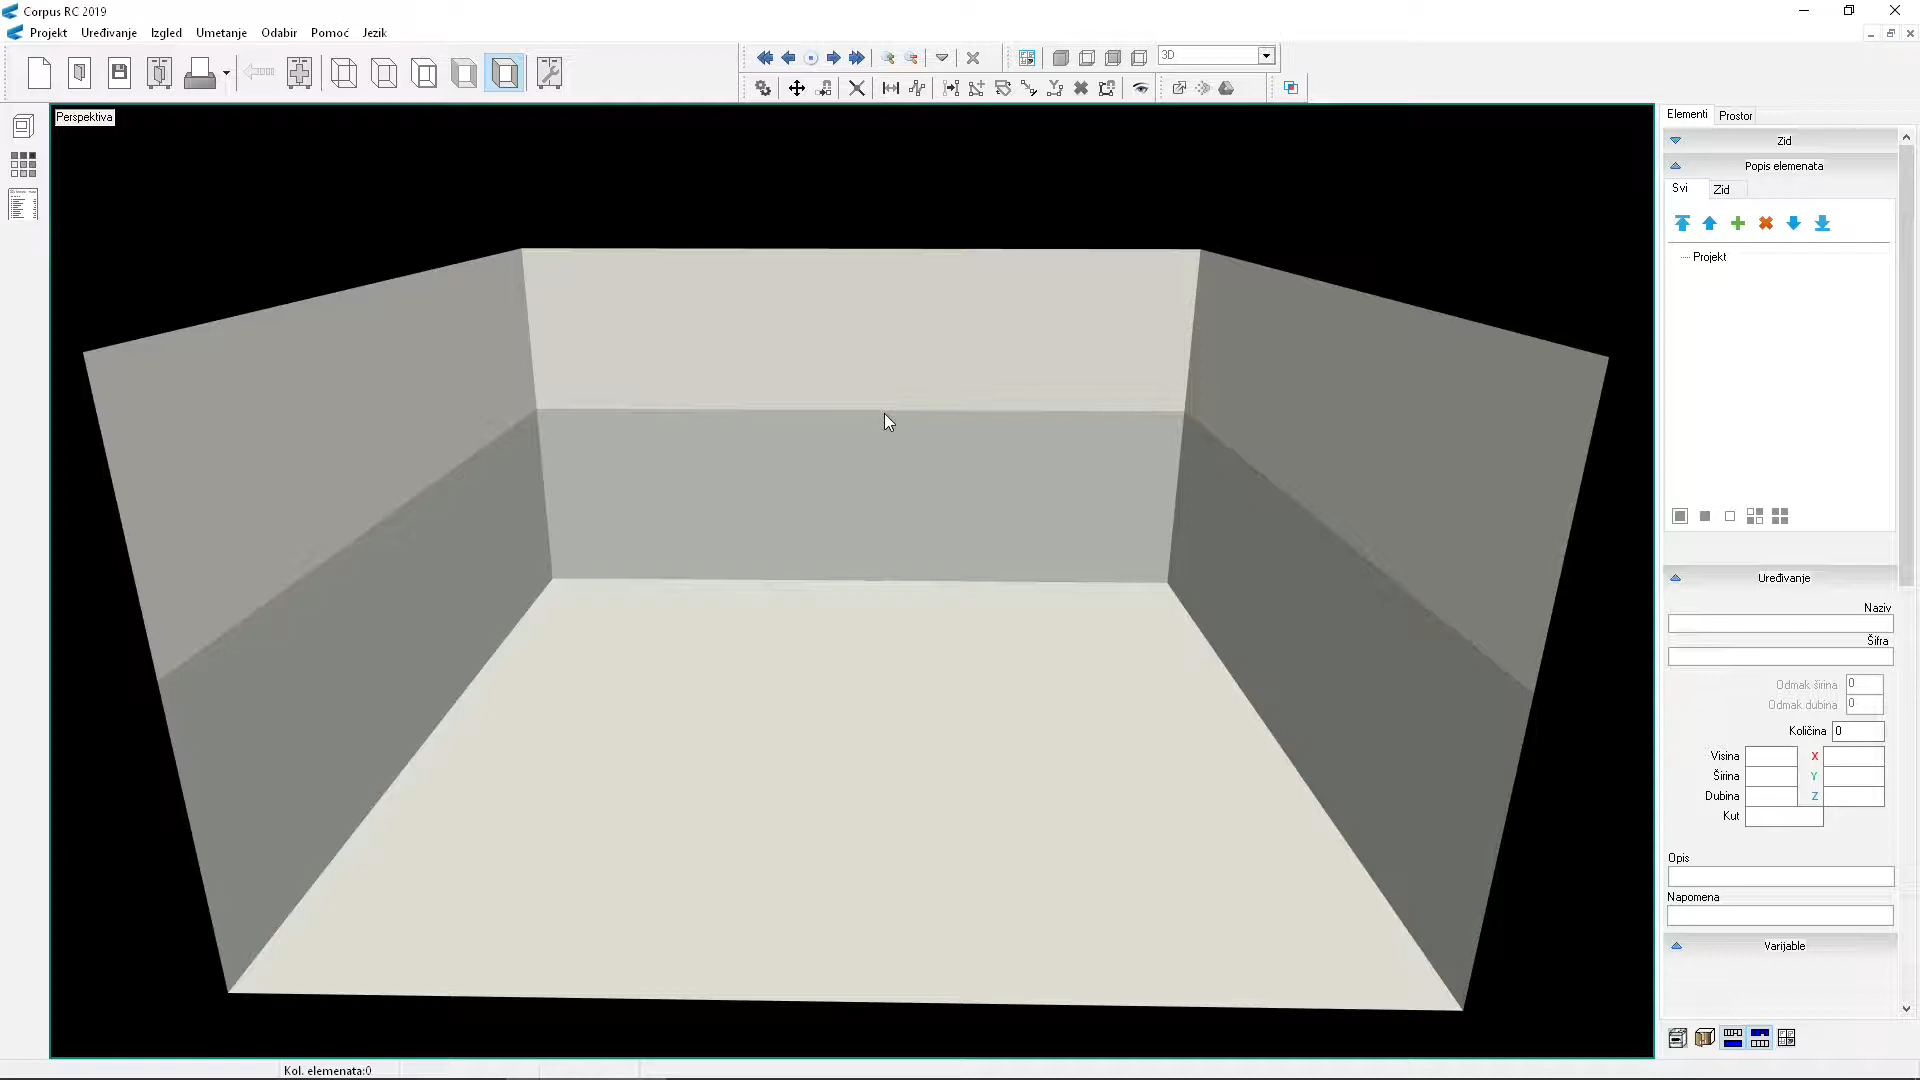 Corpus RC 2019
Projekt Uređivanje Izgled Umetanje Odabir Pomoć Jezik
3D
Perspektiva
Elementi Prostor
Zid
Popis elemenata
Svi Zid
Projekt
Uređivanje
Naziv
Šifra
Odmak širina 0
Odmak dubina 0
Količina 0
Visina X
Širina Y
Dubina Z
Kut
Opis
Napomena
Varijable
Kol. elemenata:0